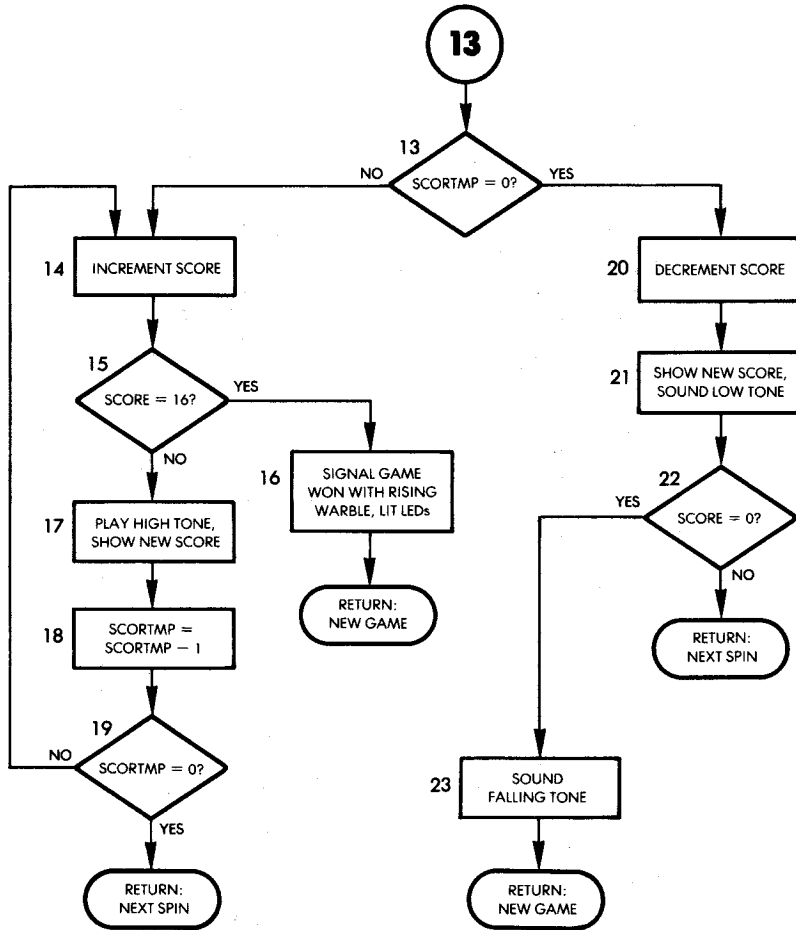 13
13
SCORTMP = 0?
NO
YES
14
INCREMENT SCORE
15
SCORE = 16?
YES
NO
16
SIGNAL GAME
WON WITH RISING
WARBLE, LIT LEDs
RETURN:
NEW GAME
17
PLAY HIGH TONE,
SHOW NEW SCORE
18
SCORTMP =
SCORTMP − 1
19
SCORTMP = 0?
NO
YES
RETURN:
NEXT SPIN
20
DECREMENT SCORE
21
SHOW NEW SCORE,
SOUND LOW TONE
22
SCORE = 0?
YES
NO
RETURN:
NEXT SPIN
23
SOUND
FALLING TONE
RETURN:
NEW GAME